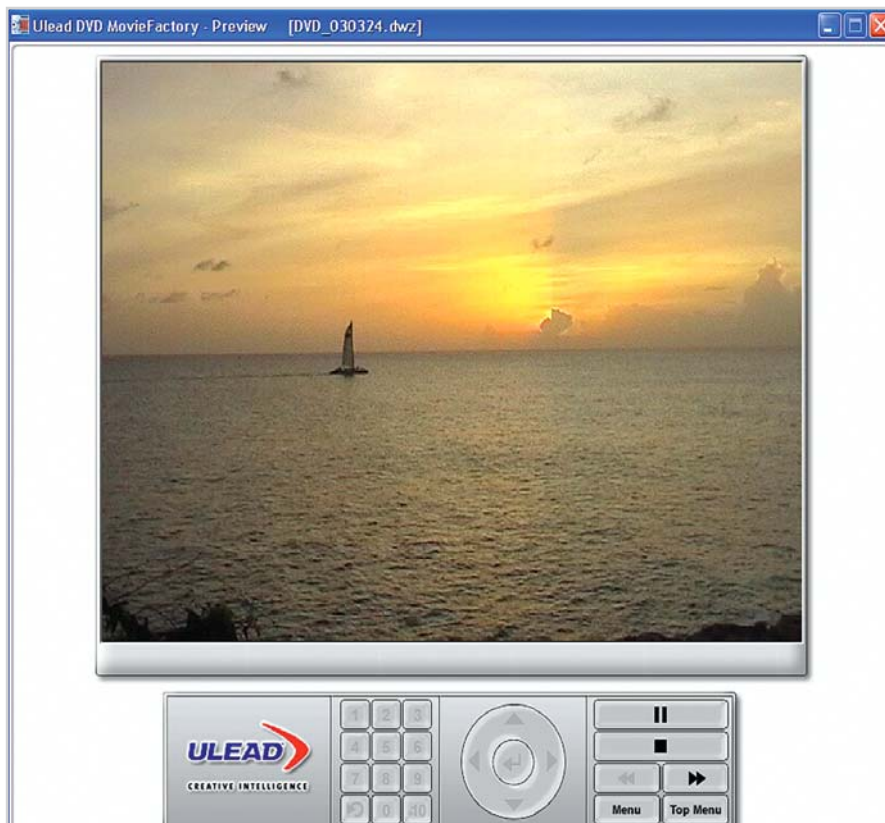 Ulead DVD MovieFactory - Preview [DVD_030324.dwz]
1 2 3
4 5 6
7 8 9
0 +10
ULEAD
CREATIVE INTELLIGENCE
Menu Top Menu